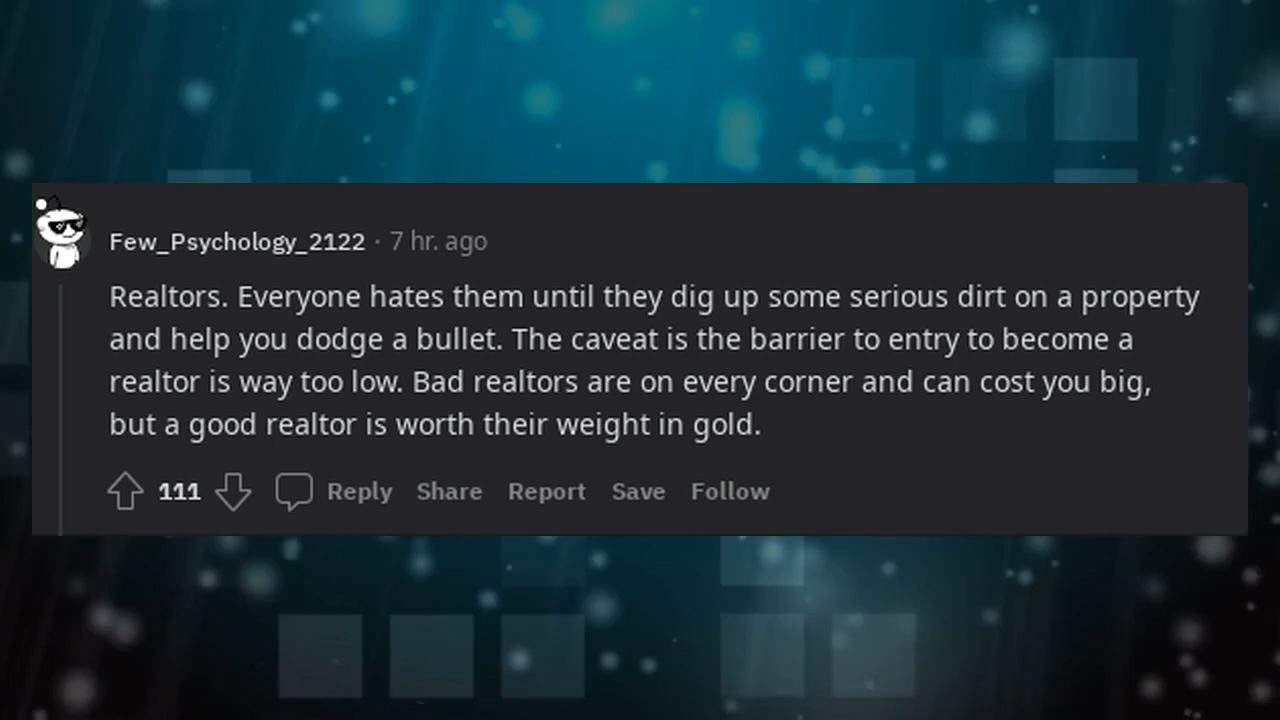 Few_Psychology_2122 · 7 hr. ago
Realtors. Everyone hates them until they dig up some serious dirt on a property
and help you dodge a bullet. The caveat is the barrier to entry to become a
realtor is way too low. Bad realtors are on every corner and can cost you big,
but a good realtor is worth their weight in gold.
111 Reply Share Report Save Follow